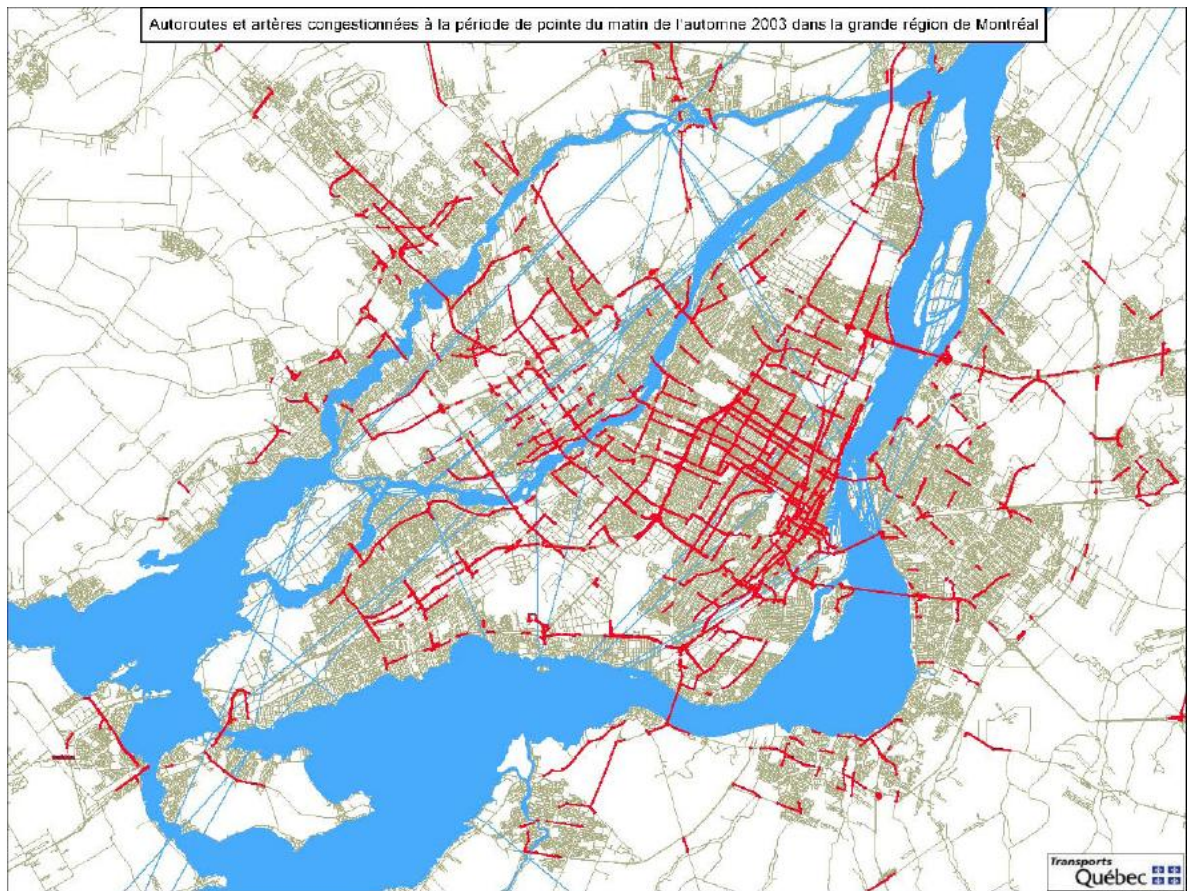 Autoroutes et artères congestionnées à la période de pointe du matin de l'automne 2003 dans la grande région de Montréal
Transports
Québec